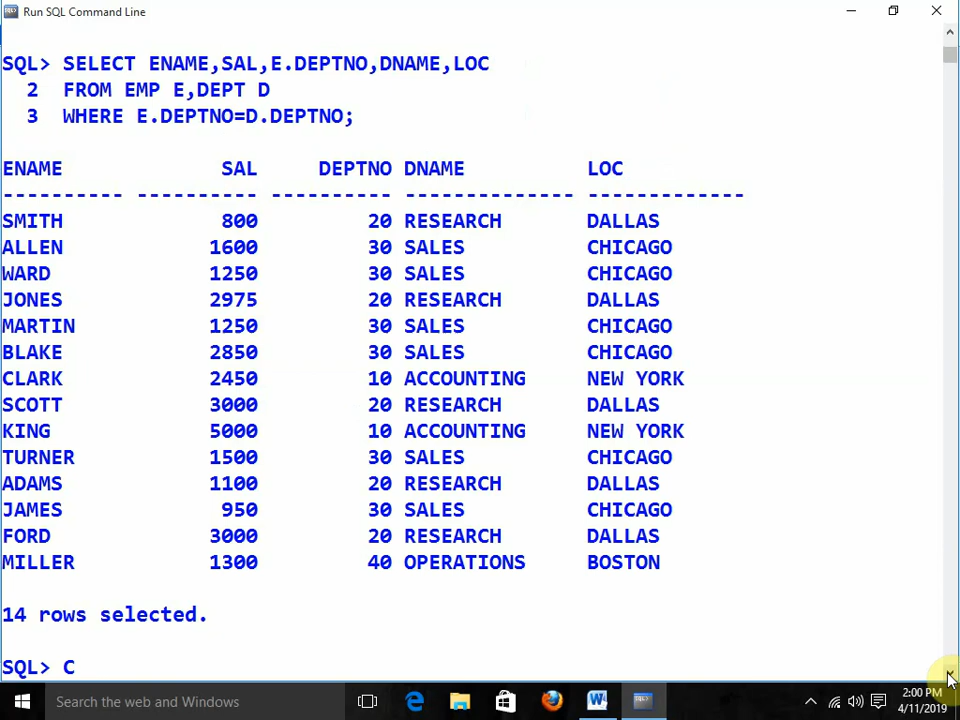 Run SQL Command Line
SQL> SELECT ENAME,SAL,E.DEPTNO,DNAME,LOC
  2  FROM EMP E,DEPT D
  3  WHERE E.DEPTNO=D.DEPTNO;
ENAME             SAL     DEPTNO DNAME          LOC
---------- ---------- ---------- -------------- -------------
SMITH             800         20 RESEARCH       DALLAS
ALLEN            1600         30 SALES          CHICAGO
WARD             1250         30 SALES          CHICAGO
JONES            2975         20 RESEARCH       DALLAS
MARTIN           1250         30 SALES          CHICAGO
BLAKE            2850         30 SALES          CHICAGO
CLARK            2450         10 ACCOUNTING     NEW YORK
SCOTT            3000         20 RESEARCH       DALLAS
KING             5000         10 ACCOUNTING     NEW YORK
TURNER           1500         30 SALES          CHICAGO
ADAMS            1100         20 RESEARCH       DALLAS
JAMES             950         30 SALES          CHICAGO
FORD             3000         20 RESEARCH       DALLAS
MILLER           1300         40 OPERATIONS     BOSTON
14 rows selected.
SQL> C
Search the web and Windows
2:00 PM
4/11/2019